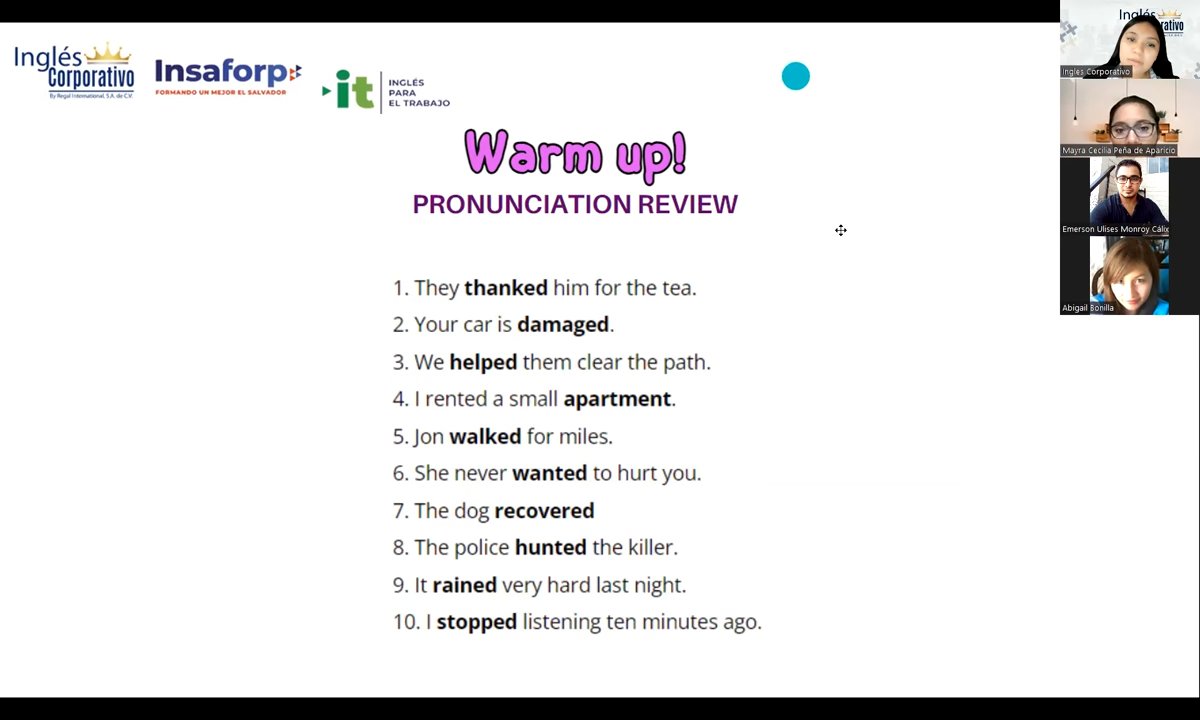 Inglés
Corporativo
By Regal International, S.A. de C.V.
Insaforp
FORMANDO UN MEJOR EL SALVADOR
it
INGLÉS
PARA
EL TRABAJO
Warm up!
PRONUNCIATION REVIEW
1. They thanked him for the tea.
2. Your car is damaged.
3. We helped them clear the path.
4. I rented a small apartment.
5. Jon walked for miles.
6. She never wanted to hurt you.
7. The dog recovered
8. The police hunted the killer.
9. It rained very hard last night.
10. I stopped listening ten minutes ago.
Inglés Corporativo
Mayra Cecilia Peña de Aparicio
Emerson Ulises Monroy Cálix
Abigail Bonilla